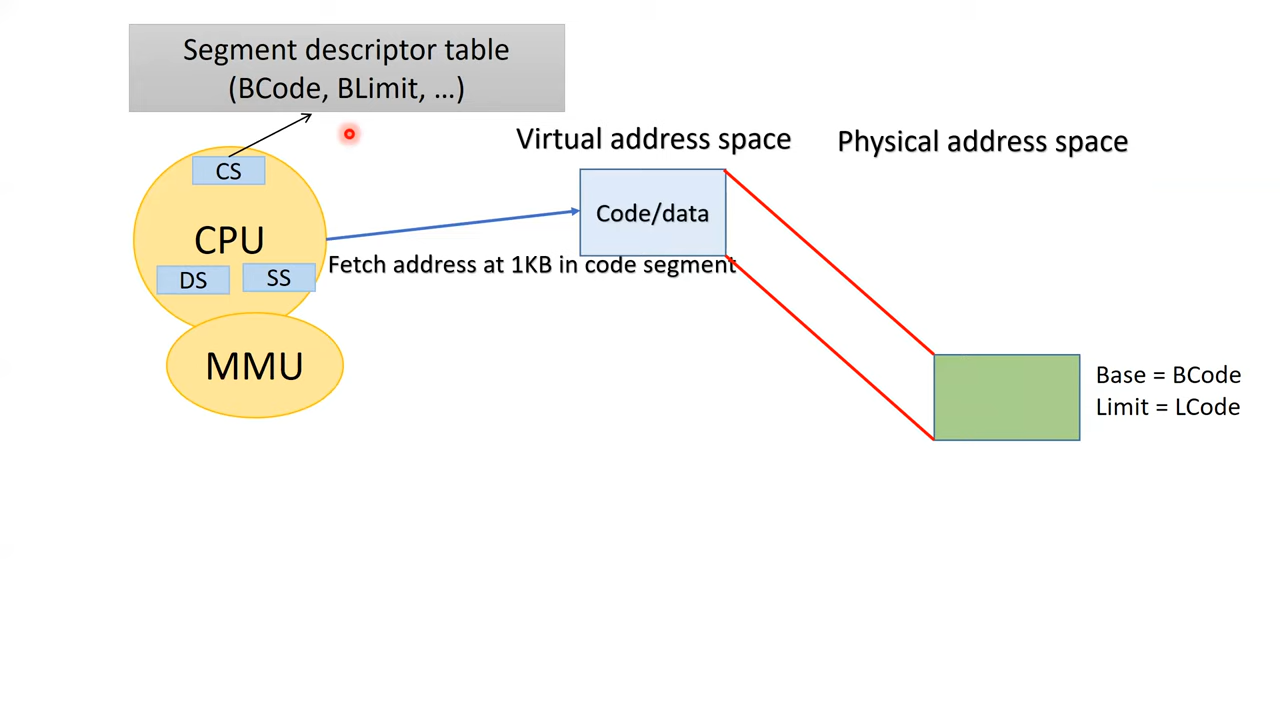 Segment descriptor table
(BCode, BLimit, …)
Virtual address space
Physical address space
CS
Code/data
CPU
Fetch address at 1KB in code segment
DS
SS
MMU
Base = BCode
Limit = LCode